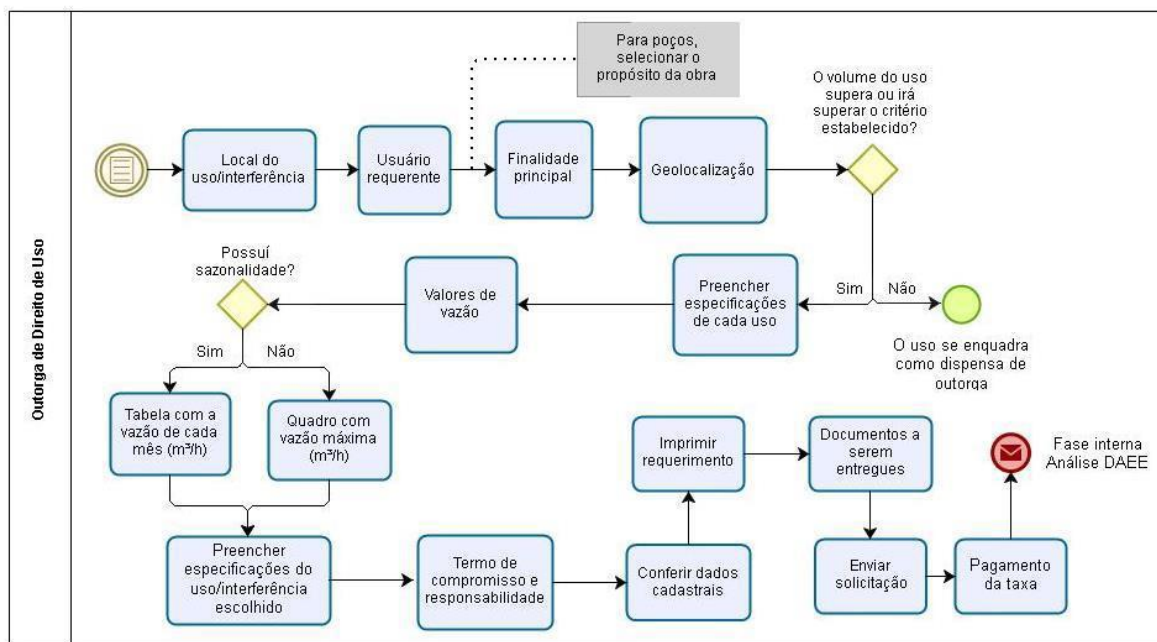 Outorga de Direito de Uso
Para poços,
selecionar o
propósito da obra
O volume do uso
supera ou irá
superar o critério
estabelecido?
Local do
uso/interferência
Usuário
requerente
Finalidade
principal
Geolocalização
Sim
Não
O uso se enquadra
como dispensa de
outorga
Preencher
especificações
de cada uso
Valores de
vazão
Possuí
sazonalidade?
Sim
Não
Tabela com a
vazão de cada
mês (m³/h)
Quadro com
vazão máxima
(m³/h)
Preencher
especificações do
uso/interferência
escolhido
Termo de
compromisso e
responsabilidade
Conferir dados
cadastrais
Imprimir
requerimento
Documentos a
serem
entregues
Enviar
solicitação
Pagamento
da taxa
Fase interna
Análise DAEE